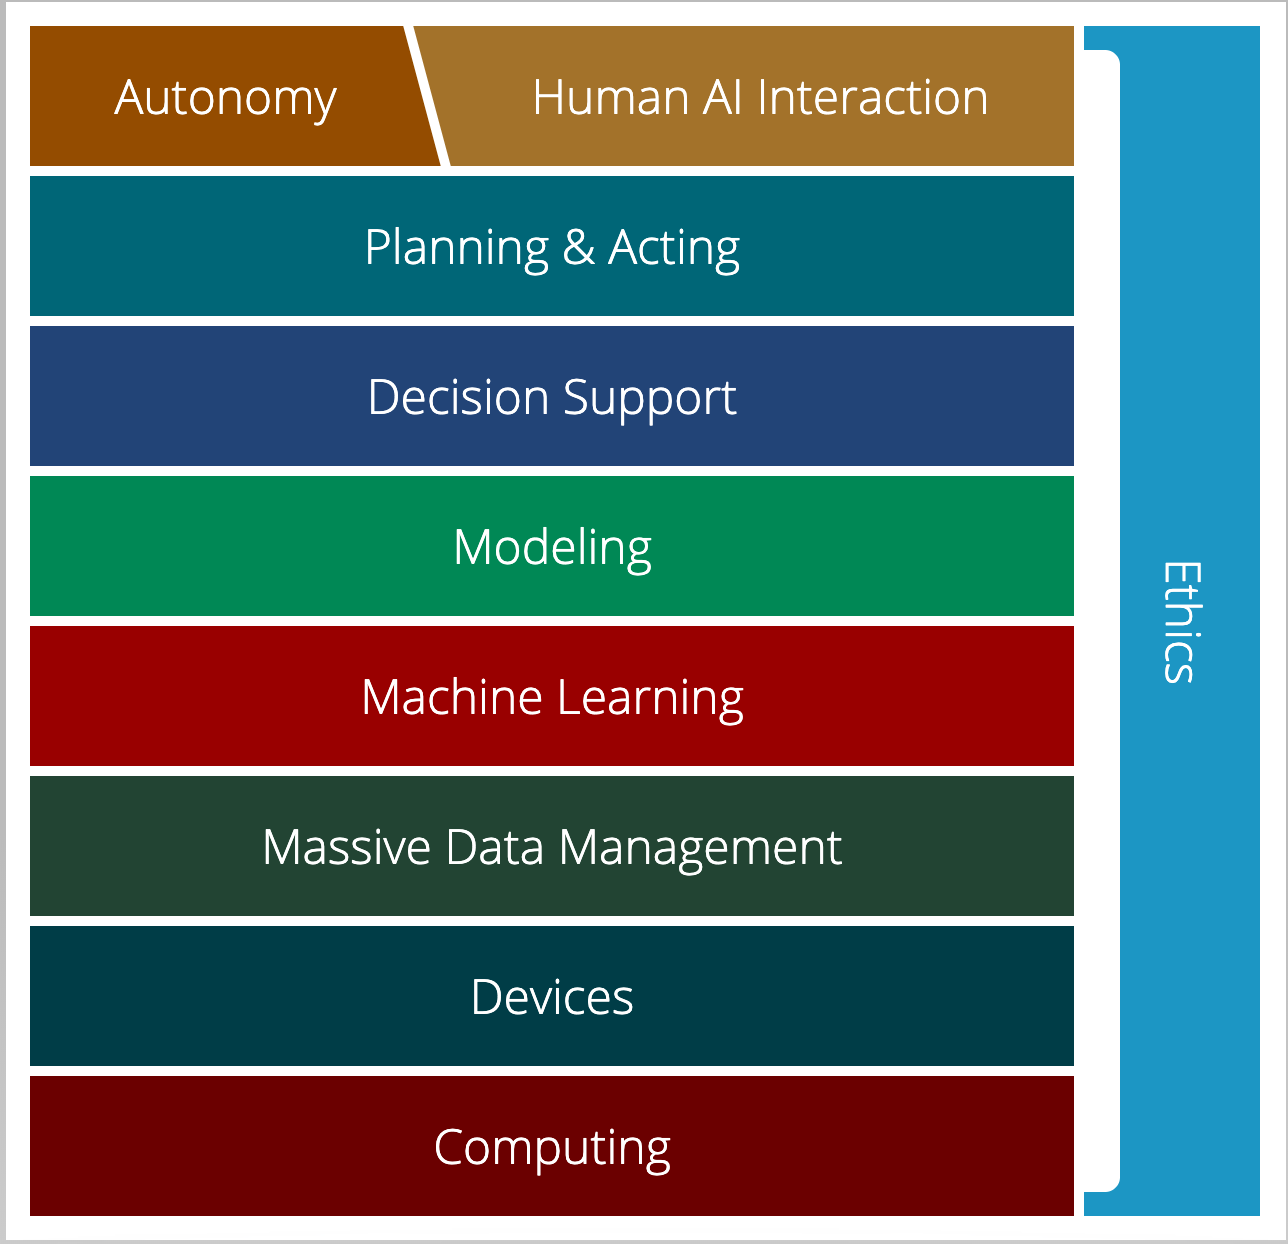 Autonomy
Human AI Interaction
Planning & Acting
Decision Support
Modeling
Machine Learning
Massive Data Management
Devices
Computing
Ethics